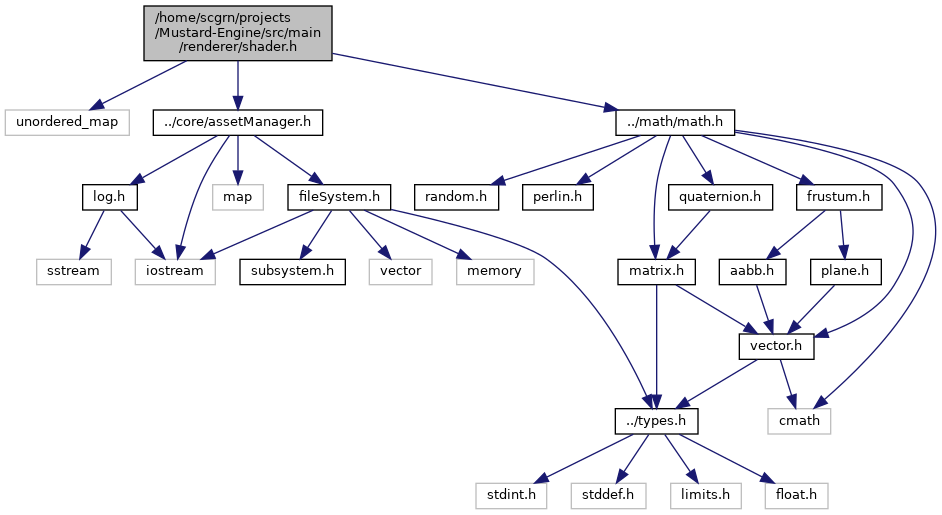 /home/scgrn/projects
/Mustard-Engine/src/main
/renderer/shader.h
unordered_map
../core/assetManager.h
../math/math.h
log.h
map
fileSystem.h
random.h
perlin.h
quaternion.h
frustum.h
sstream
iostream
subsystem.h
vector
memory
matrix.h
aabb.h
plane.h
vector.h
../types.h
cmath
stdint.h
stddef.h
limits.h
float.h